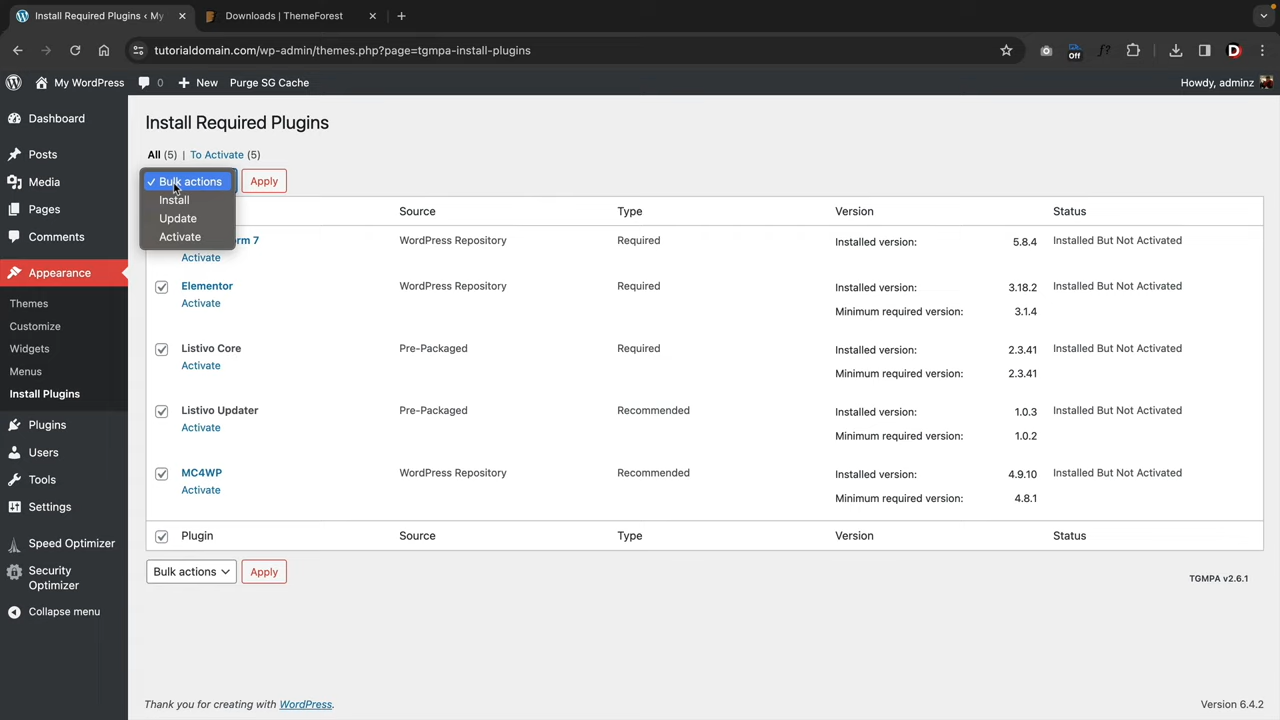 Install Required Plugins ‹ My
Downloads | ThemeForest
tutorialdomain.com/wp-admin/themes.php?page=tgmpa-install-plugins
Off
f?
D
My WordPress 0 New Purge SG Cache
Howdy, adminz
Dashboard
Posts
Media
Pages
Comments
Appearance
Themes
Customize
Widgets
Menus
Install Plugins
Plugins
Users
Tools
Settings
Speed Optimizer
Security
Optimizer
Collapse menu
Install Required Plugins
All (5) | To Activate (5)
Bulk actions
Install
Update
Activate
Apply
Source Type Version Status
orm 7 WordPress Repository Required Installed version: 5.8.4 Installed But Not Activated
Activate
Elementor WordPress Repository Required Installed version: 3.18.2 Installed But Not Activated
Activate Minimum required version: 3.1.4
Listivo Core Pre-Packaged Required Installed version: 2.3.41 Installed But Not Activated
Activate Minimum required version: 2.3.41
Listivo Updater Pre-Packaged Recommended Installed version: 1.0.3 Installed But Not Activated
Activate Minimum required version: 1.0.2
MC4WP WordPress Repository Recommended Installed version: 4.9.10 Installed But Not Activated
Activate Minimum required version: 4.8.1
Plugin Source Type Version Status
Bulk actions Apply
TGMPA v2.6.1
Thank you for creating with WordPress.
Version 6.4.2